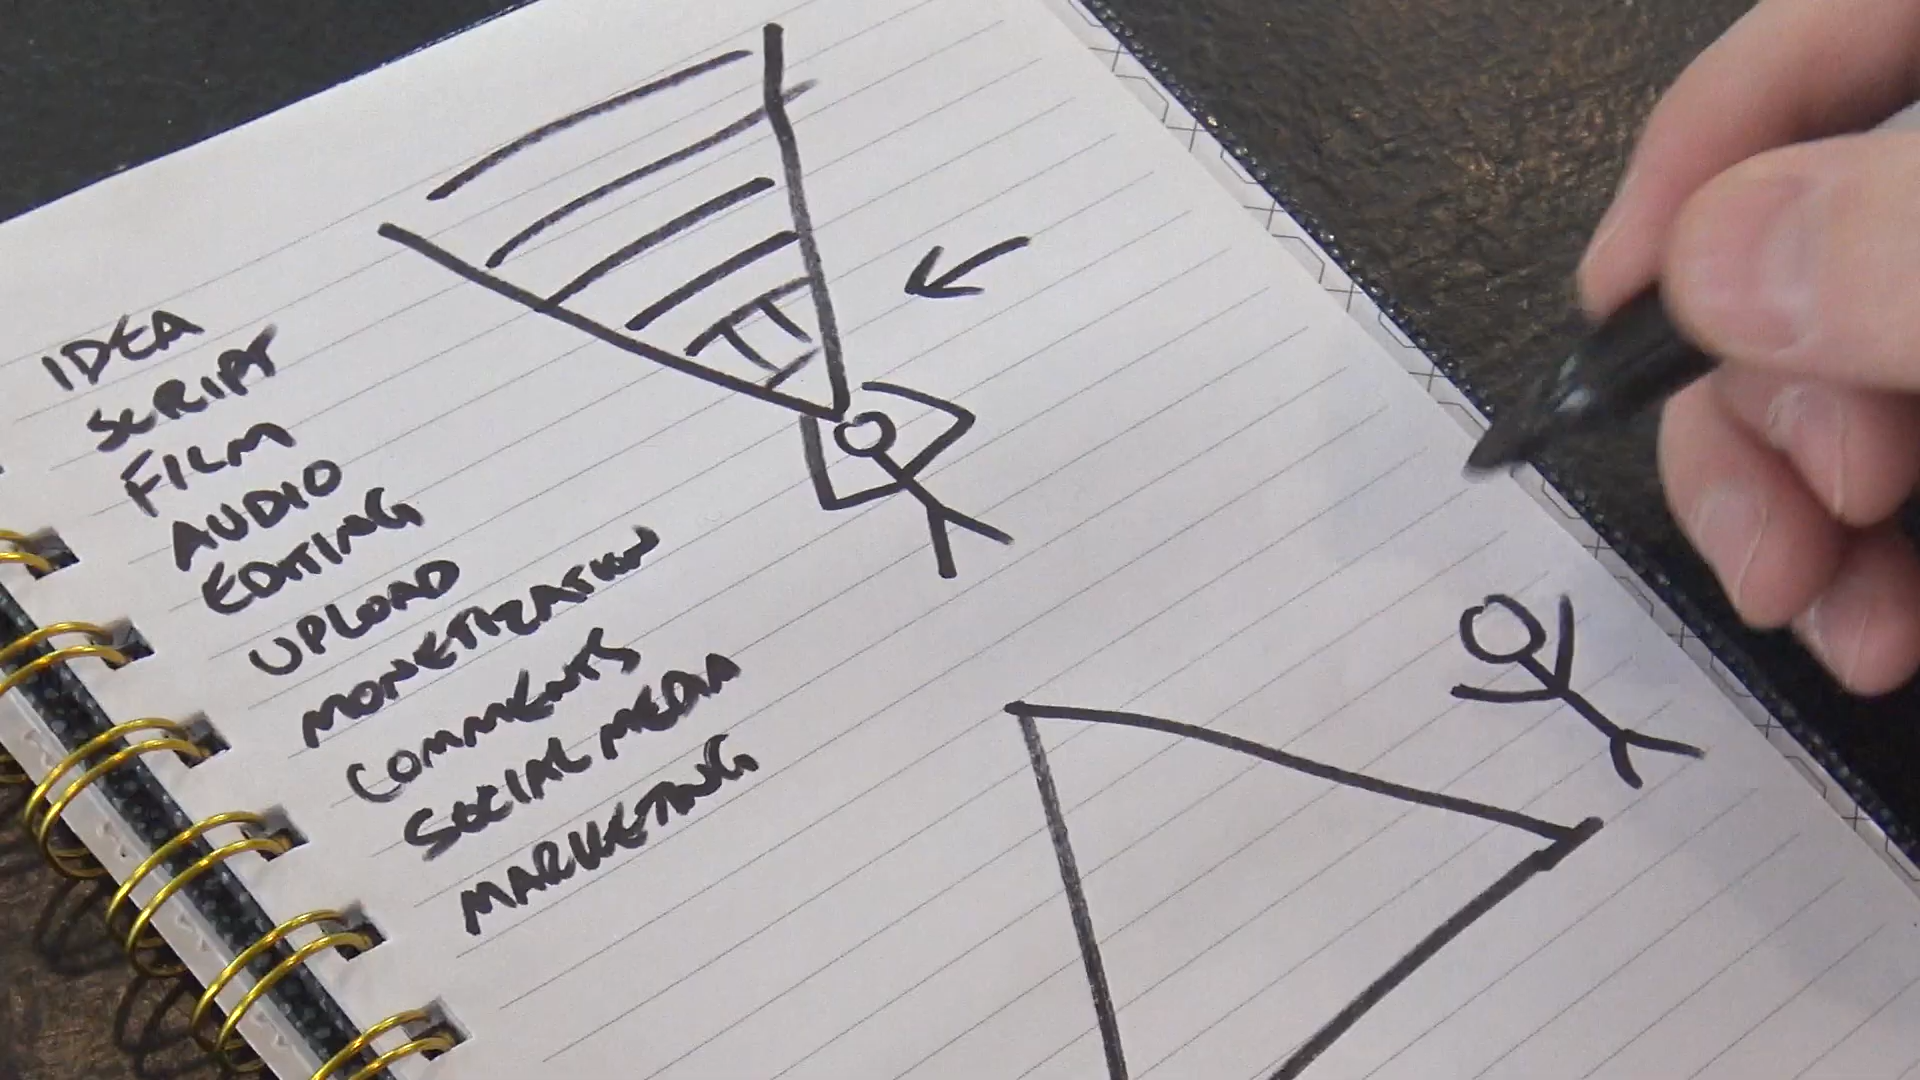 IDEA
SCRIPT
FILM
AUDIO
EDITING
UPLOAD
MONETIZATION
COMMENTS
SOCIAL MEDIA
MARKETING